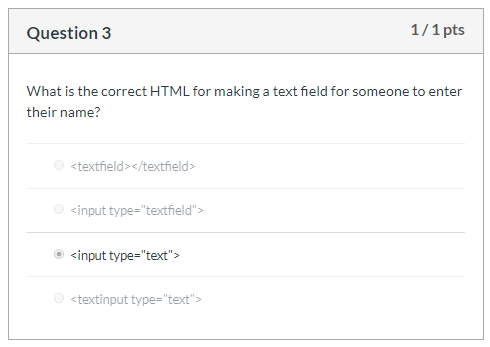 Question 3
1 / 1 pts
What is the correct HTML for making a text field for someone to enter
their name?
<textfield></textfield>
<input type="textfield">
<input type="text">
<textinput type="text">